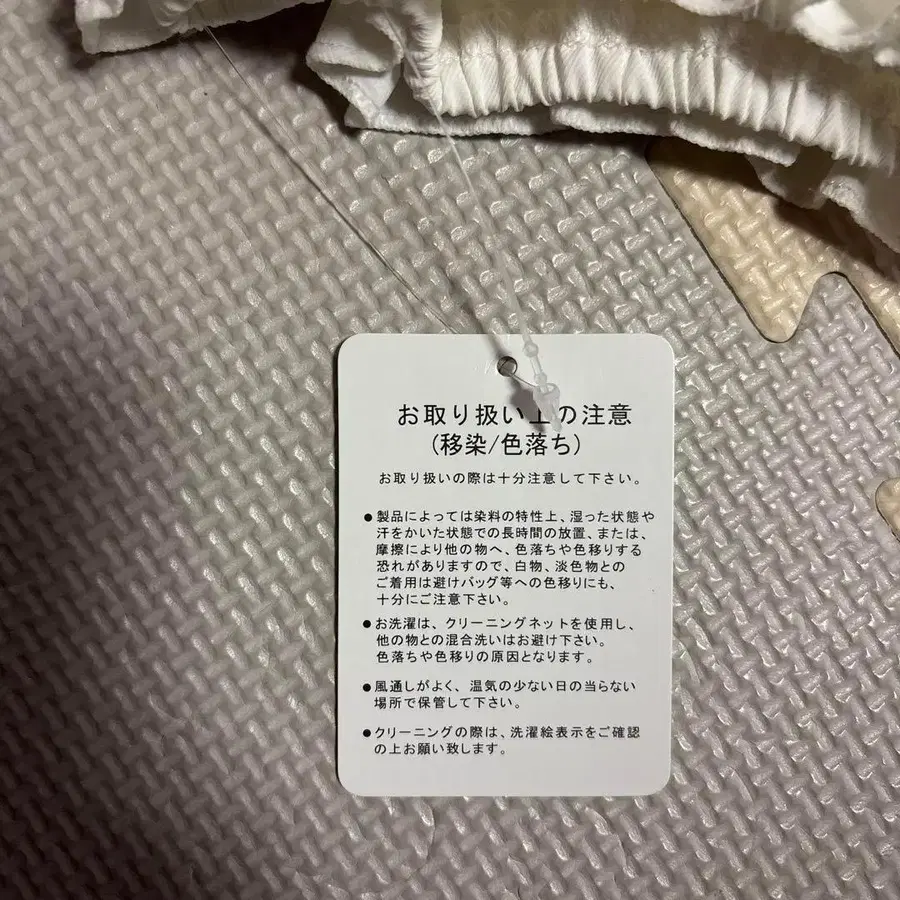 お取り扱い上の注意
(移染/色落ち)
お取り扱いの際は十分注意して下さい。
●製品によっては染料の特性上、湿った状態や
汗をかいた状態での長時間の放置、または、
摩擦により他の物へ、色落ちや色移りする
恐れがありますので、白物、淡色物との
ご着用は避けバッグ等への色移りにも、
十分にご注意下さい。
●お洗濯は、クリーニングネットを使用し、
他の物との混合洗いはお避け下さい。
色落ちや色移りの原因となります。
●風通しがよく、温気の少ない日の当らない
場所で保管して下さい。
●クリーニングの際は、洗濯絵表示をご確認
の上お願い致します。